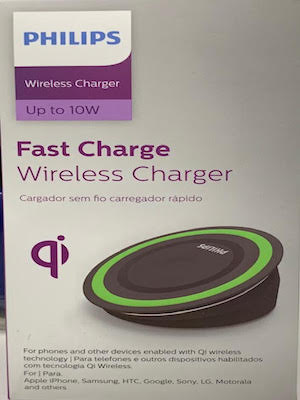 PHILIPS
Wireless Charger
Up to 10W
Fast Charge
Wireless Charger
Cargador sem fio carregador rápido
PHILIPS
qi
For phones and other devices enabled with Qi wireless
technology | Para telefones e outros dispositivos habilitados
com tecnologia Qi Wireless.
For | Para.
Apple iPhone, Samsung, HTC, Google, Sony, LG, Motorala
and others